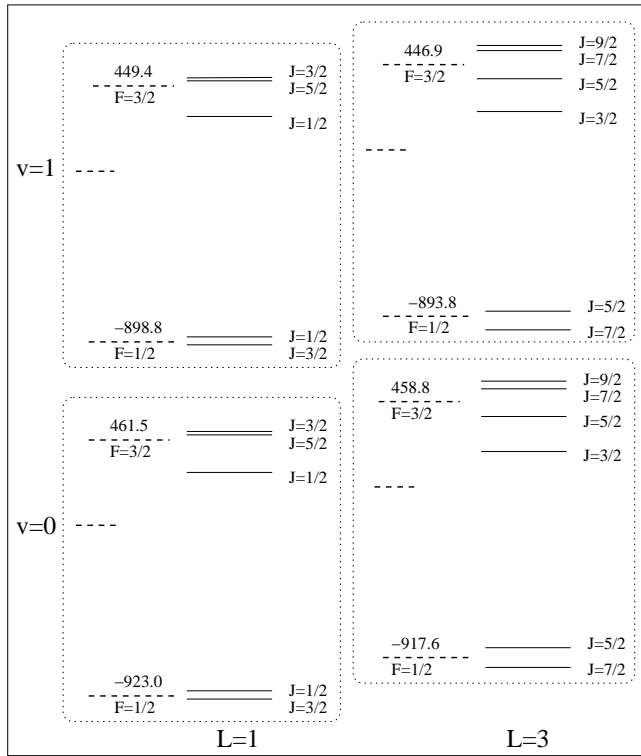 449.4
F=3/2
J=3/2
J=5/2
J=1/2
−898.8
F=1/2
J=1/2
J=3/2
446.9
F=3/2
J=9/2
J=7/2
J=5/2
J=3/2
−893.8
F=1/2
J=5/2
J=7/2
v=1
461.5
F=3/2
J=3/2
J=5/2
J=1/2
−923.0
F=1/2
J=1/2
J=3/2
458.8
F=3/2
J=9/2
J=7/2
J=5/2
J=3/2
−917.6
F=1/2
J=5/2
J=7/2
v=0
L=1
L=3